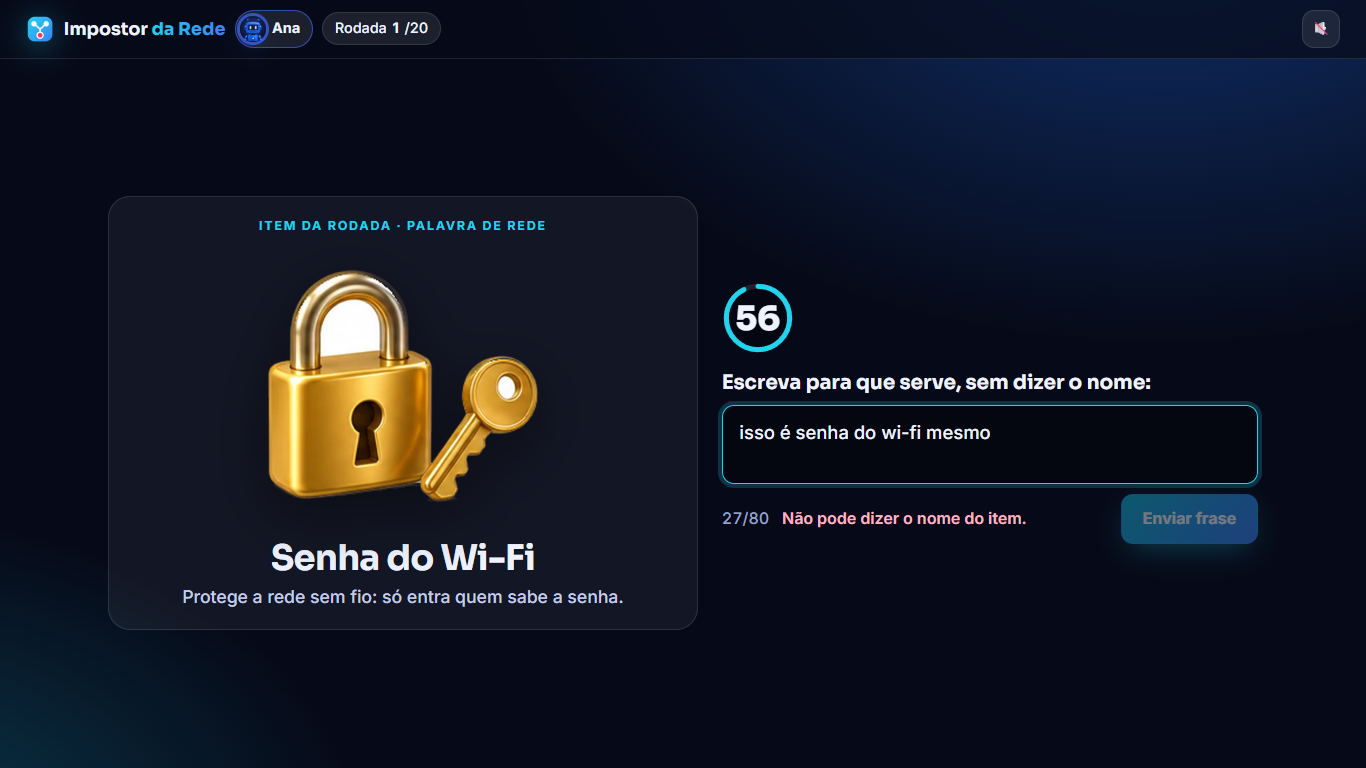 Impostor da Rede
Ana
Rodada 1 /20
ITEM DA RODADA · PALAVRA DE REDE
Senha do Wi-Fi
Protege a rede sem fio: só entra quem sabe a senha.
56
Escreva para que serve, sem dizer o nome:
isso é senha do wi-fi mesmo
27/80 Não pode dizer o nome do item.
Enviar frase